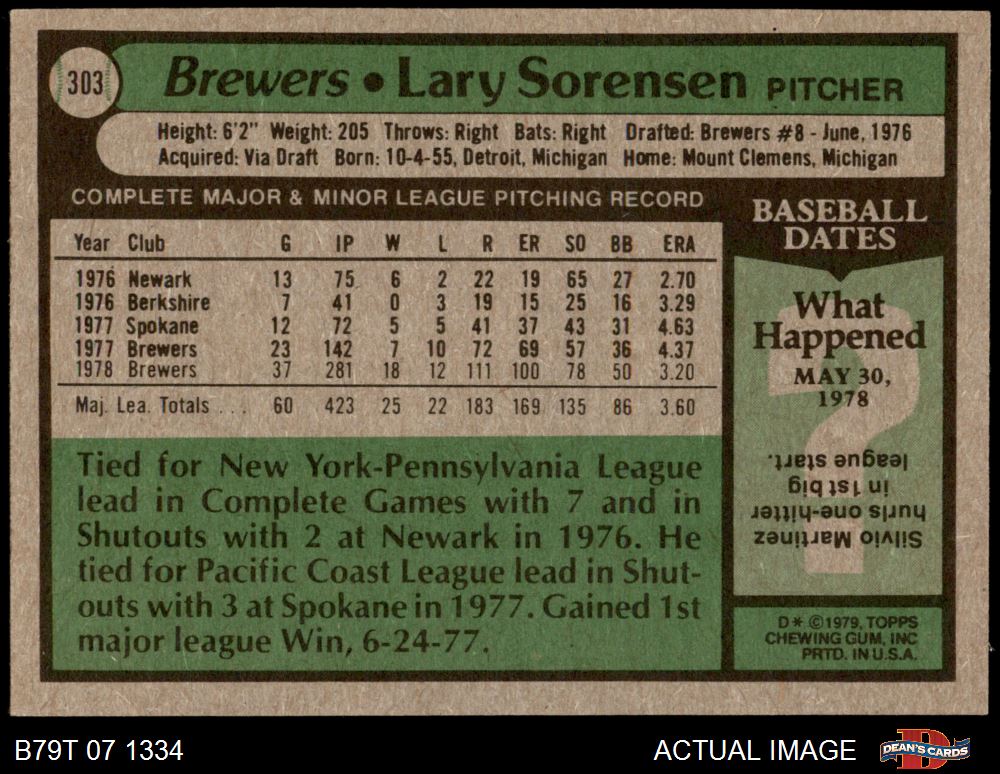 303
Brewers • Lary Sorensen PITCHER
Height: 6'2" Weight: 205 Throws: Right Bats: Right Drafted: Brewers #8 - June, 1976
Acquired: Via Draft Born: 10-4-55, Detroit, Michigan Home: Mount Clemens, Michigan
COMPLETE MAJOR & MINOR LEAGUE PITCHING RECORD
Year Club G IP W L R ER SO BB ERA
1976 Newark 13 75 6 2 22 19 65 27 2.70
1976 Berkshire 7 41 0 3 19 15 25 16 3.29
1977 Spokane 12 72 5 5 41 37 43 31 4.63
1977 Brewers 23 142 7 10 72 69 57 36 4.37
1978 Brewers 37 281 18 12 111 100 78 50 3.20
Maj. Lea. Totals . . . 60 423 25 22 183 169 135 86 3.60
Tied for New York-Pennsylvania League
lead in Complete Games with 7 and in
Shutouts with 2 at Newark in 1976. He
tied for Pacific Coast League lead in Shut-
outs with 3 at Spokane in 1977. Gained 1st
major league Win, 6-24-77.
BASEBALL
DATES
What
Happened
MAY 30,
1978
?
Silvio Martinez
hurls one-hitter
in 1st big
league start.
D* ©1979, TOPPS
CHEWING GUM, INC
PRTD. IN U.S.A.
B79T 07 1334
ACTUAL IMAGE
DEAN'S CARDS